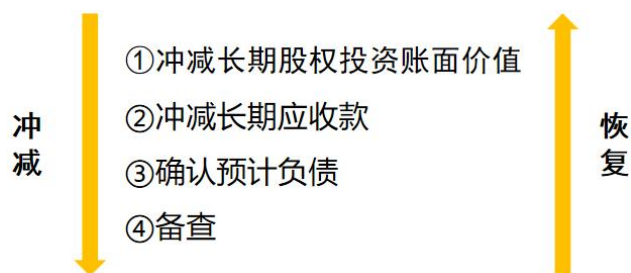 冲减
①冲减长期股权投资账面价值
②冲减长期应收款
③确认预计负债
④备查
恢复